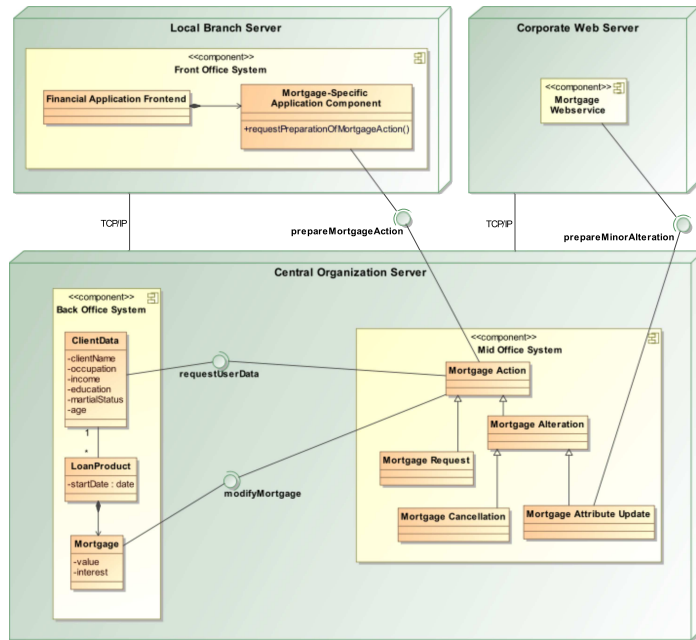 Local Branch Server
<<component>>
Front Office System
Financial Application Frontend
Mortgage-Specific
Application Component
+requestPreparationOfMortgageAction()
Corporate Web Server
<<component>>
Mortgage
Webservice
TCP/IP
prepareMortgageAction
TCP/IP
prepareMinorAlteration
Central Organization Server
<<component>>
Back Office System
ClientData
-clientName
-occupation
-income
-education
-martialStatus
-age
1
*
LoanProduct
-startDate : date
Mortgage
-value
-interest
requestUserData
modifyMortgage
<<component>>
Mid Office System
Mortgage Action
Mortgage Alteration
Mortgage Request
Mortgage Cancellation
Mortgage Attribute Update